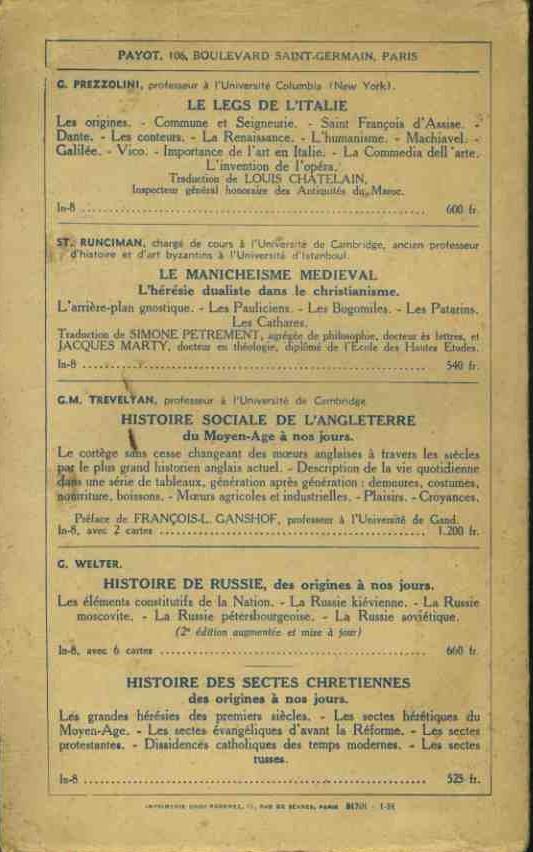 PAYOT, 106, BOULEVARD SAINT-GERMAIN, PARIS
G. PREZZOLINI, professeur à l'Université Columbia (New York).
LE LEGS DE L'ITALIE
Les origines. - Commune et Seigneurie. - Saint François d'Assise. -
Dante. - Les conteurs. - La Renaissance. - L'humanisme. - Machiavel. -
Galilée. - Vico. - Importance de l'art en Italie. - La Commedia dell'arte.
L'invention de l'opéra.
Traduction de LOUIS CHATELAIN,
Inspecteur général honoraire des Antiquités du Maroc.
In-8 ........ 600 fr.
ST. RUNCIMAN, chargé de cours à l'Université de Cambridge, ancien professeur
d'histoire et d'art byzantins à l'Université d'Istanboul.
LE MANICHEISME MEDIEVAL
L'hérésie dualiste dans le christianisme.
L'arrière-plan gnostique. - Les Pauliciens. - Les Bogomiles. - Les Patarins.
Les Cathares.
Traduction de SIMONE PETREMENT, agrégée de philosophie, docteur ès lettres, et
JACQUES MARTY, docteur en théologie, diplômé de l'Ecole des Hautes Etudes.
In-8 ........ 540 fr.
G.M. TREVELYAN, professeur à l'Université de Cambridge
HISTOIRE SOCIALE DE L'ANGLETERRE
du Moyen-Age à nos jours.
Le cortège sans cesse changeant des mœurs anglaises à travers les siècles
par le plus grand historien anglais actuel. - Description de la vie quotidienne
dans une série de tableaux, génération après génération : demeures, costumes,
nourriture, boissons. - Mœurs agricoles et industrielles. - Plaisirs. - Croyances.
Préface de FRANÇOIS-L. GANSHOF, professeur à l'Université de Gand.
In-8, avec 2 cartes ........ 1.200 fr.
G. WELTER.
HISTOIRE DE RUSSIE, des origines à nos jours.
Les éléments constitutifs de la Nation. - La Russie kiévienne. - La Russie
moscovite. - La Russie pétersbourgeoise. - La Russie soviétique.
(2e édition augmentée et mise à jour)
In-8, avec 6 cartes ........ 660 fr.
HISTOIRE DES SECTES CHRETIENNES
des origines à nos jours.
Les grandes hérésies des premiers siècles. - Les sectes hérétiques du
Moyen-Age. - Les sectes évangéliques d'avant la Réforme. - Les sectes
protestantes. - Dissidences catholiques des temps modernes. - Les sectes
russes.
In-8 ........ 525 fr.
IMPRIMERIE RUE DE SÈVRES, PARIS